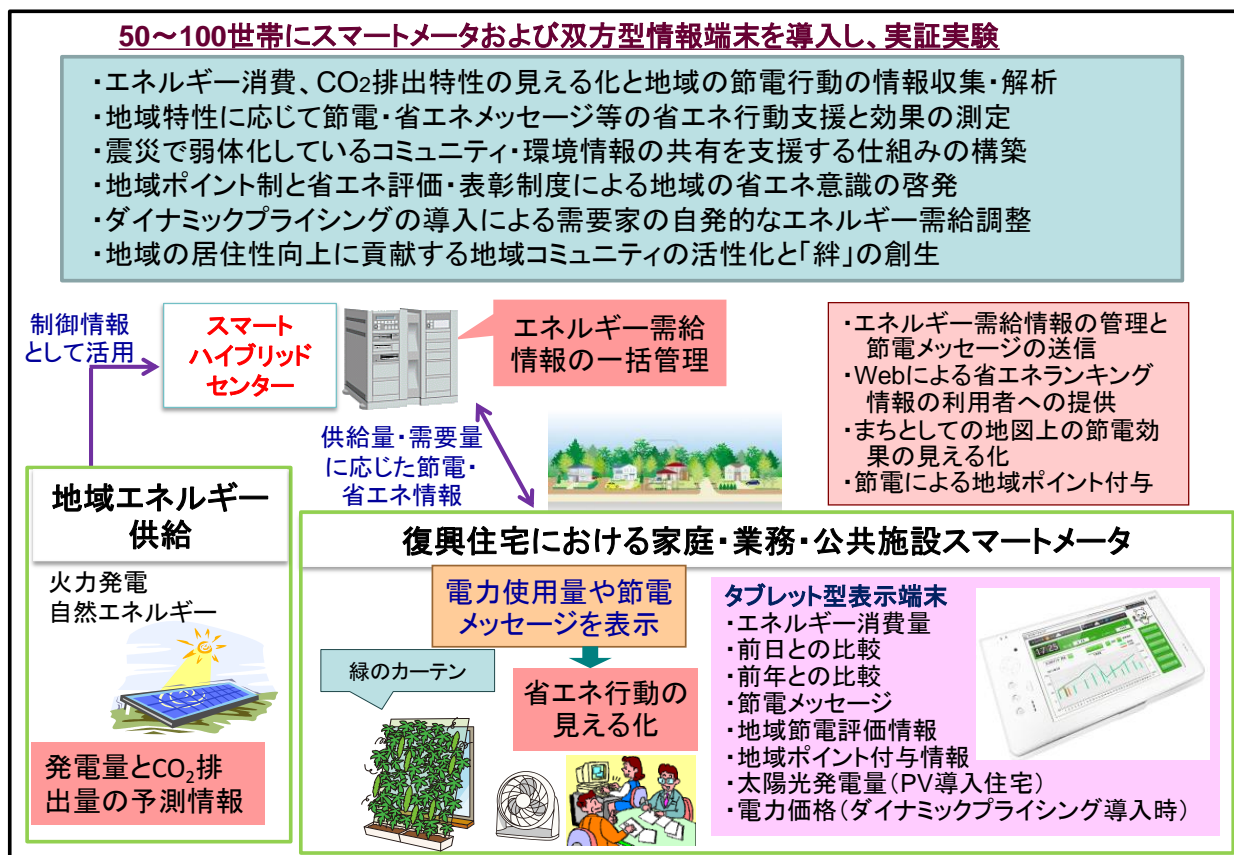 50～100世帯にスマートメータおよび双方型情報端末を導入し、実証実験
・エネルギー消費、CO2排出特性の見える化と地域の節電行動の情報収集・解析
・地域特性に応じて節電・省エネメッセージ等の省エネ行動支援と効果の測定
・震災で弱体化しているコミュニティ・環境情報の共有を支援する仕組みの構築
・地域ポイント制と省エネ評価・表彰制度による地域の省エネ意識の啓発
・ダイナミックプライシングの導入による需要家の自発的なエネルギー需給調整
・地域の居住性向上に貢献する地域コミュニティの活性化と「絆」の創生
制御情報
として活用
スマート
ハイブリッド
センター
エネルギー需給
情報の一括管理
・エネルギー需給情報の管理と
節電メッセージの送信
・Webによる省エネランキング
情報の利用者への提供
・まちとしての地図上の節電効
果の見える化
・節電による地域ポイント付与
供給量・需要量
に応じた節電・
省エネ情報
地域エネルギー
供給
火力発電
自然エネルギー
発電量とCO₂排
出量の予測情報
復興住宅における家庭・業務・公共施設スマートメータ
電力使用量や節電
メッセージを表示
緑のカーテン
省エネ行動の
見える化
タブレット型表示端末
・エネルギー消費量
・前日との比較
・前年との比較
・節電メッセージ
・地域節電評価情報
・地域ポイント付与情報
・太陽光発電量（PV導入住宅）
・電力価格（ダイナミックプライシング導入時）
17:25